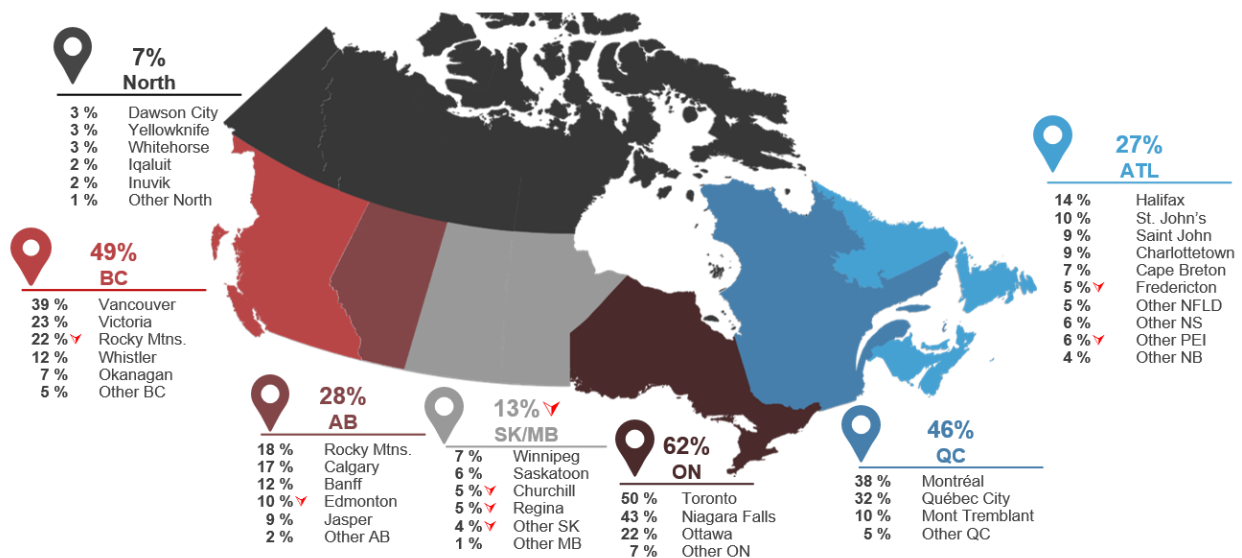 7%
North
3 % Dawson City
3 % Yellowknife
3 % Whitehorse
2 % Iqaluit
2 % Inuvik
1 % Other North
49%
BC
39 % Vancouver
23 % Victoria
22 % Rocky Mtns.
12 % Whistler
7 % Okanagan
5 % Other BC
28%
AB
18 % Rocky Mtns.
17 % Calgary
12 % Banff
10 % Edmonton
9 % Jasper
2 % Other AB
13%
SK/MB
7 % Winnipeg
6 % Saskatoon
5 % Churchill
5 % Regina
4 % Other SK
1 % Other MB
62%
ON
50 % Toronto
43 % Niagara Falls
22 % Ottawa
7 % Other ON
46%
QC
38 % Montréal
32 % Québec City
10 % Mont Tremblant
5 % Other QC
27%
ATL
14 % Halifax
10 % St. John's
9 % Saint John
9 % Charlottetown
7 % Cape Breton
5 % Fredericton
5 % Other NFLD
6 % Other NS
6 % Other PEI
4 % Other NB